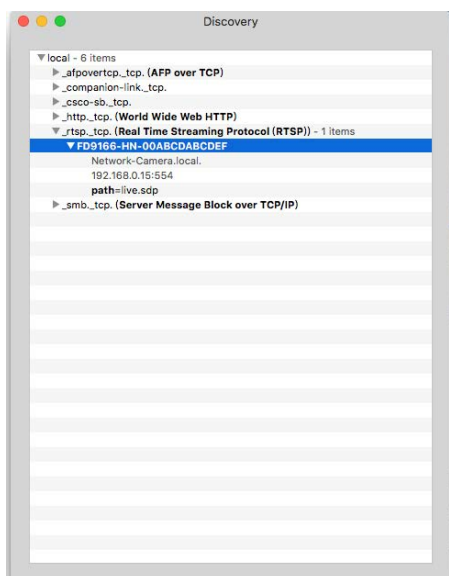 Discovery
local - 6 items
_afpovertcp._tcp. (AFP over TCP)
_companion-link._tcp.
_csco-sb._tcp.
_http._tcp. (World Wide Web HTTP)
_rtsp._tcp. (Real Time Streaming Protocol (RTSP)) - 1 items
FD9166-HN-00ABCDABCDEF
Network-Camera.local.
192.168.0.15:554
path=live.sdp
_smb._tcp. (Server Message Block over TCP/IP)